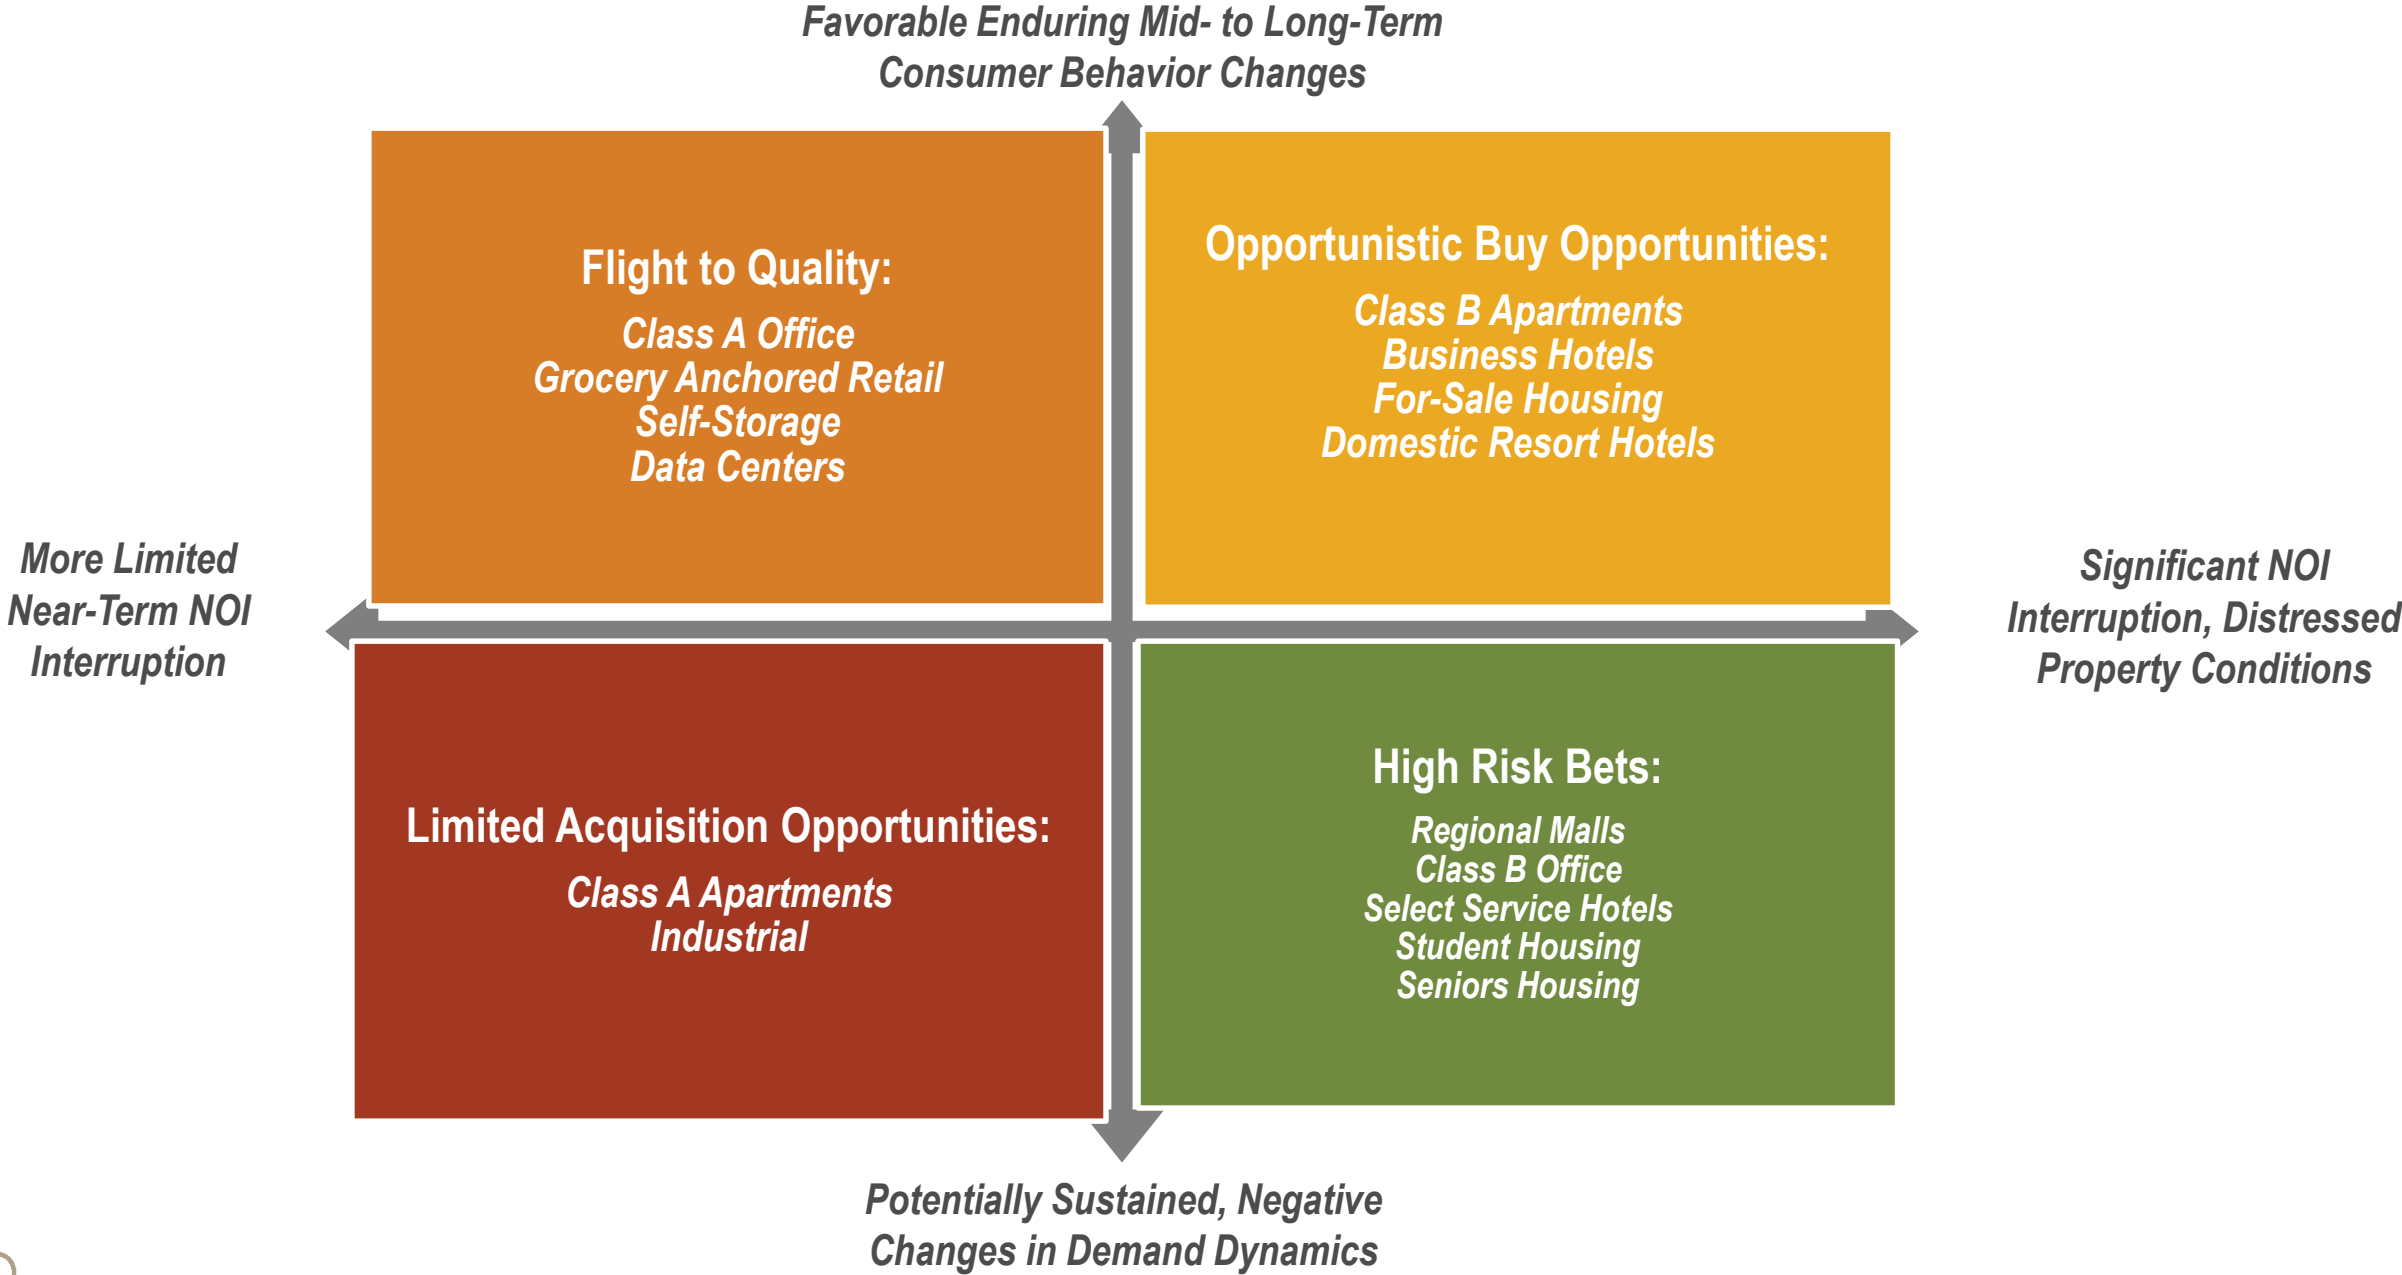 Favorable Enduring Mid- to Long-Term
Consumer Behavior Changes
Flight to Quality:
Class A Office
Grocery Anchored Retail
Self-Storage
Data Centers
Opportunistic Buy Opportunities:
Class B Apartments
Business Hotels
For-Sale Housing
Domestic Resort Hotels
More Limited
Near-Term NOI
Interruption
Significant NOI
Interruption, Distressed
Property Conditions
Limited Acquisition Opportunities:
Class A Apartments
Industrial
High Risk Bets:
Regional Malls
Class B Office
Select Service Hotels
Student Housing
Seniors Housing
Potentially Sustained, Negative
Changes in Demand Dynamics